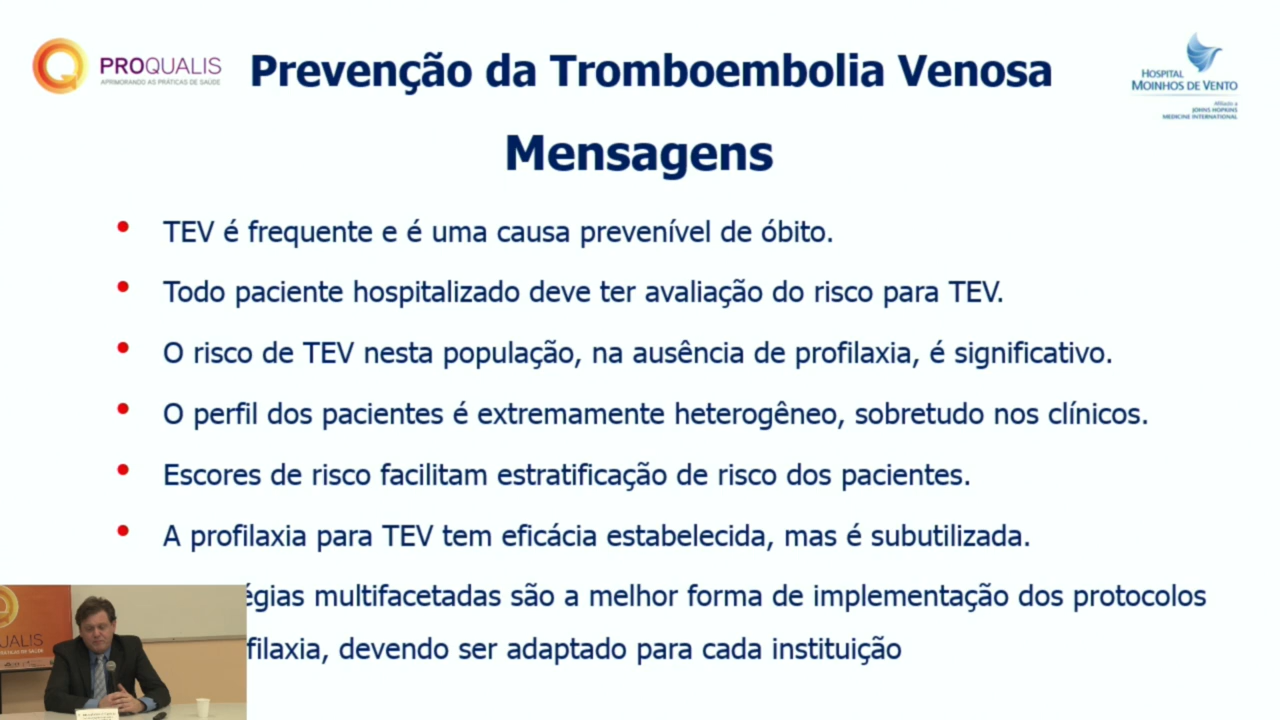 PROQUALIS
APRIMORANDO AS PRÁTICAS DE SAÚDE
Prevenção da Tromboembolia Venosa
HOSPITAL
MOINHOS DE VENTO
Afiliado a
JOHNS HOPKINS
MEDICINE INTERNATIONAL
Mensagens
• TEV é frequente e é uma causa prevenível de óbito.
• Todo paciente hospitalizado deve ter avaliação do risco para TEV.
• O risco de TEV nesta população, na ausência de profilaxia, é significativo.
• O perfil dos pacientes é extremamente heterogêneo, sobretudo nos clínicos.
• Escores de risco facilitam estratificação de risco dos pacientes.
• A profilaxia para TEV tem eficácia estabelecida, mas é subutilizada.
égias multifacetadas são a melhor forma de implementação dos protocolos
filaxia, devendo ser adaptado para cada instituição
UALIS